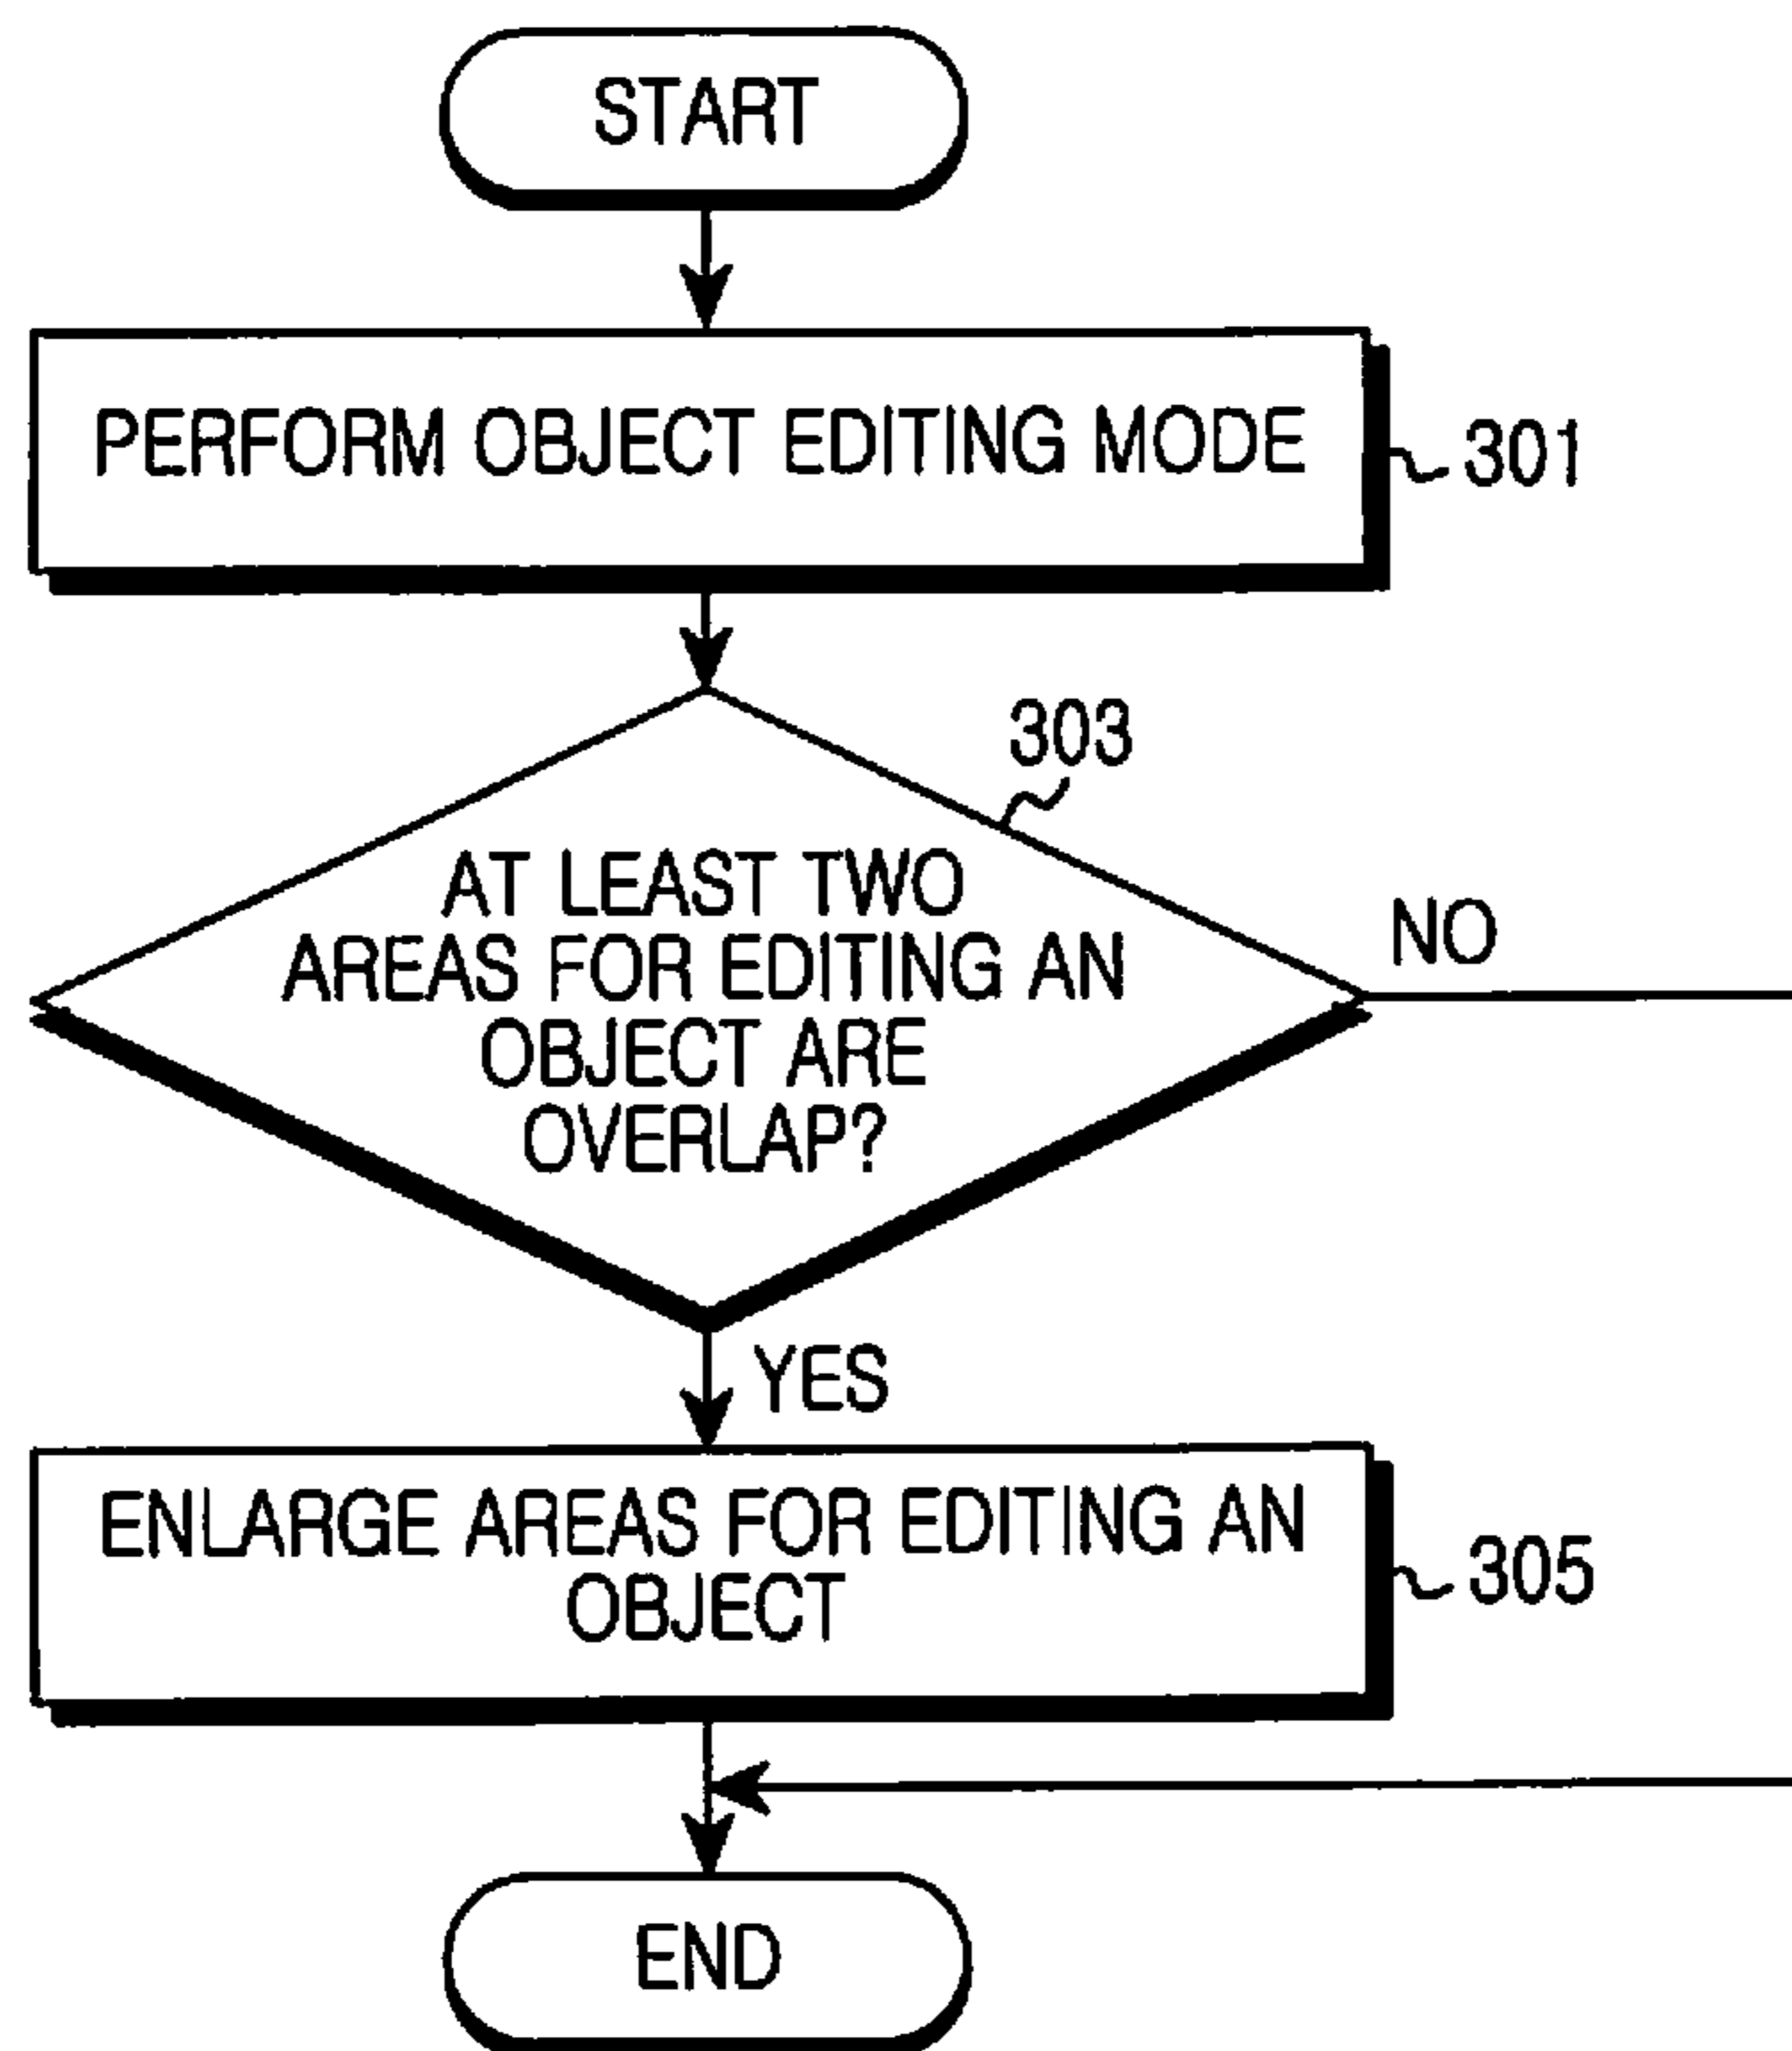 START
PERFORM OBJECT EDITING MODE
301
303
AT LEAST TWO
AREAS FOR EDITING AN
OBJECT ARE
OVERLAP?
NO
YES
ENLARGE AREAS FOR EDITING AN
OBJECT
305
END